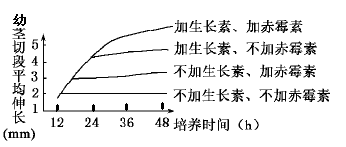 幼茎切段平均伸长(mm)
5
4
3
2
1
加生长素、加赤霉素
加生长素、不加赤霉素
不加生长素、加赤霉素
不加生长素、不加赤霉素
12 24 36 48 培养时间(h)